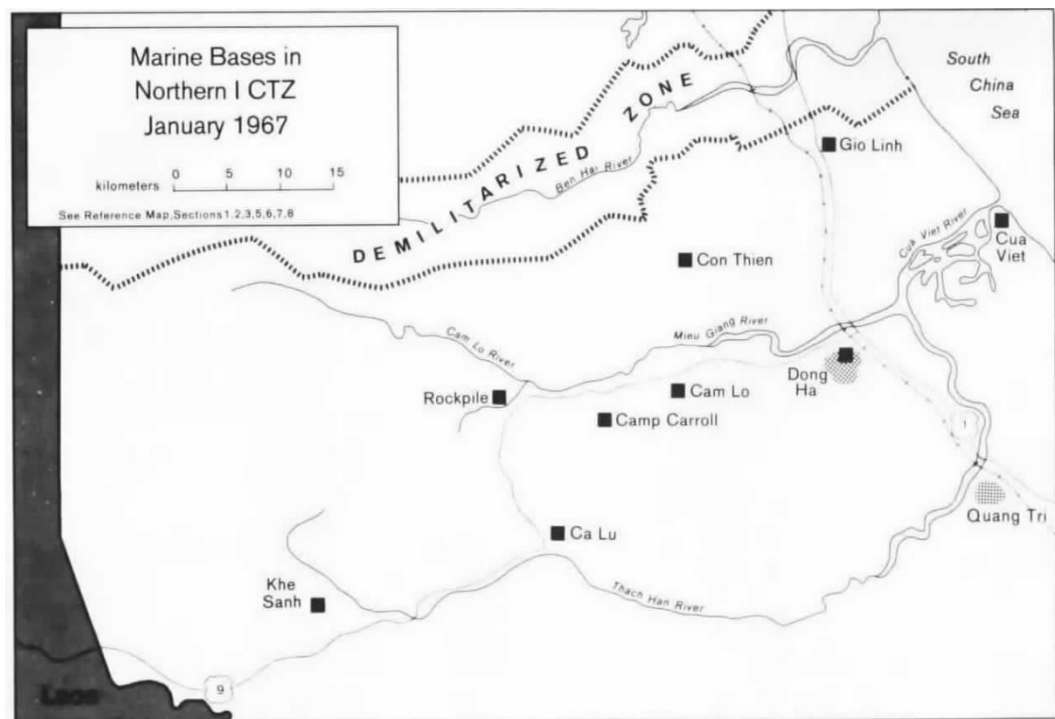 Marine Bases in
Northern I CTZ
January 1967
kilometers 0 5 10 15
See Reference Map, Sections 1,2,3,5,6,7,8
DEMILITARIZED ZONE
Ben Hai River
South
China
Sea
Gio Linh
Cua Viet River
Cua
Viet
Con Thien
Cam Lo River
Mieu Giang River
Rockpile
Cam Lo
Dong
Ha
Camp Carroll
1
Quang Tri
Ca Lu
Khe
Sanh
Thach Han River
9
Laos